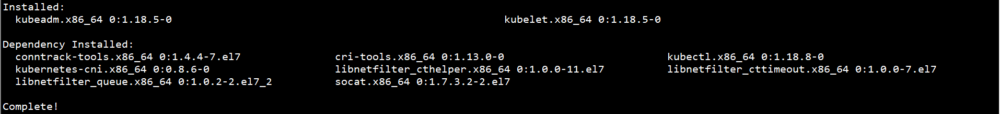 Installed:
  kubeadm.x86_64 0:1.18.5-0                                                     kubelet.x86_64 0:1.18.5-0

Dependency Installed:
  conntrack-tools.x86_64 0:1.4.4-7.el7               cri-tools.x86_64 0:1.13.0-0                          kubectl.x86_64 0:1.18.8-0
  kubernetes-cni.x86_64 0:0.8.6-0                    libnetfilter_cthelper.x86_64 0:1.0.0-11.el7          libnetfilter_cttimeout.x86_64 0:1.0.0-7.el7
  libnetfilter_queue.x86_64 0:1.0.2-2.el7_2          socat.x86_64 0:1.7.3.2-2.el7

Complete!